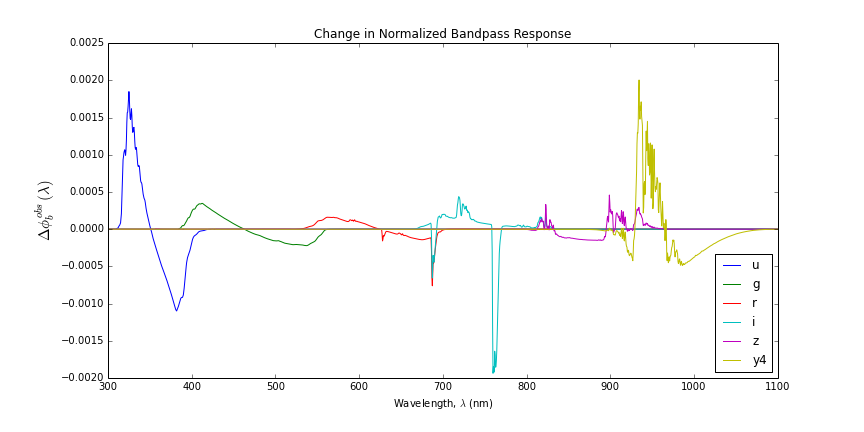 Change in Normalized Bandpass Response
0.0025
0.0020
0.0015
0.0010
0.0005
0.0000
−0.0005
−0.0010
−0.0015
−0.0020
Δϕ_b^{obs} (λ)
300 400 500 600 700 800 900 1000 1100
Wavelength, λ (nm)
u
g
r
i
z
y4